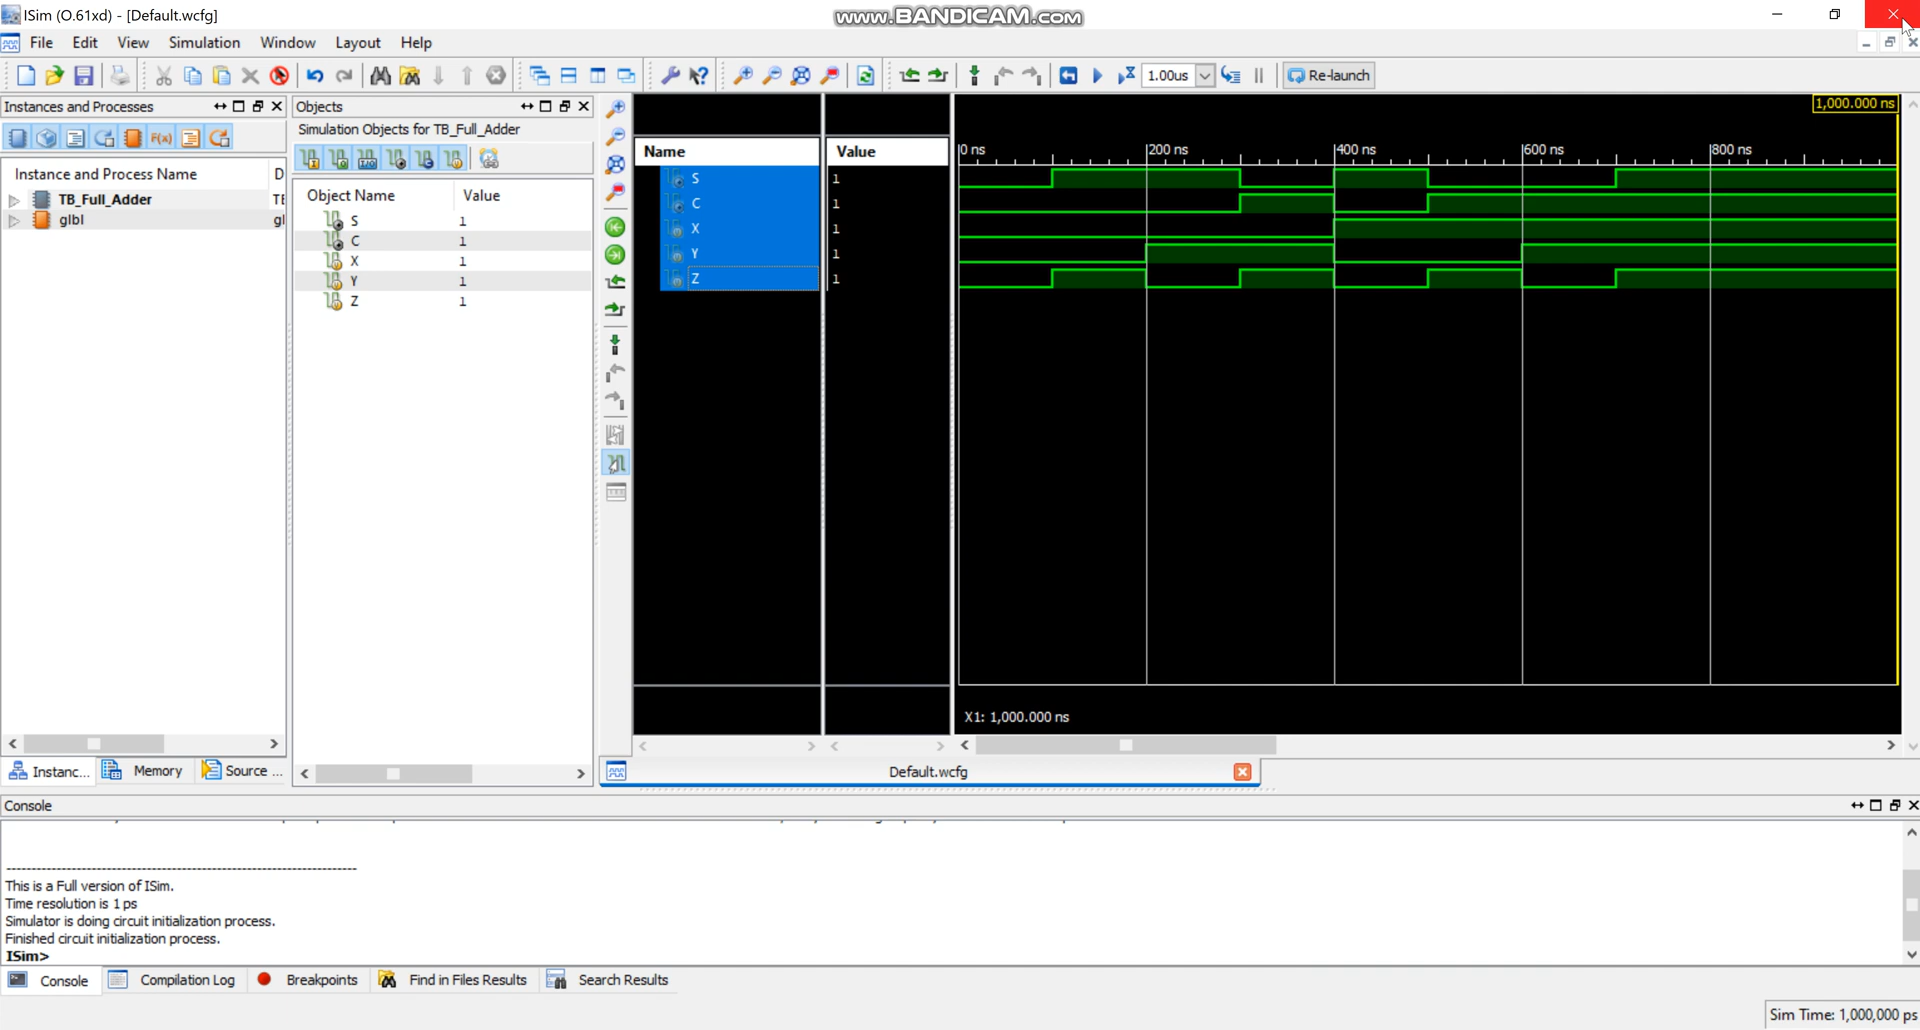 ISim (O.61xd) - [Default.wcfg]
www.BANDICAM.com
File Edit View Simulation Window Layout Help
1.00us
Re-launch
Instances and Processes
Objects
Simulation Objects for TB_Full_Adder
1,000.000 ns
Instance and Process Name D
TB_Full_Adder TE
glbl gl
Object Name Value
S 1
C 1
X 1
Y 1
Z 1
Name Value
0 ns 200 ns 400 ns 600 ns 800 ns
S 1
C 1
X 1
Y 1
Z 1
X1: 1,000.000 ns
Instanc... Memory Source ...
Default.wcfg
Console
This is a Full version of ISim.
Time resolution is 1 ps
Simulator is doing circuit initialization process.
Finished circuit initialization process.
ISim>
Console Compilation Log Breakpoints Find in Files Results Search Results
Sim Time: 1,000,000 ps